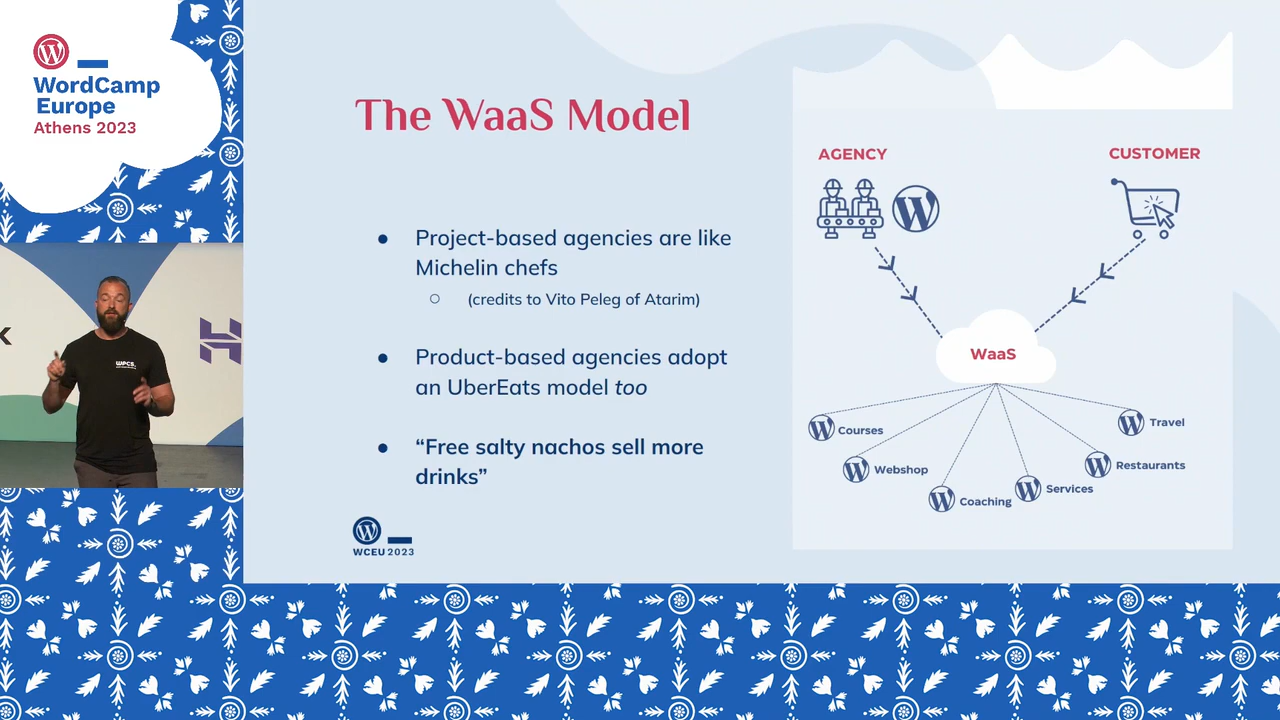 WordCamp
Europe
Athens 2023
WPCS.
The WaaS Model
● Project-based agencies are like
Michelin chefs
○ (credits to Vito Peleg of Atarim)
● Product-based agencies adopt
an UberEats model too
● “Free salty nachos sell more
drinks”
WCEU 2023
AGENCY
CUSTOMER
WaaS
Courses
Travel
Webshop
Restaurants
Coaching
Services